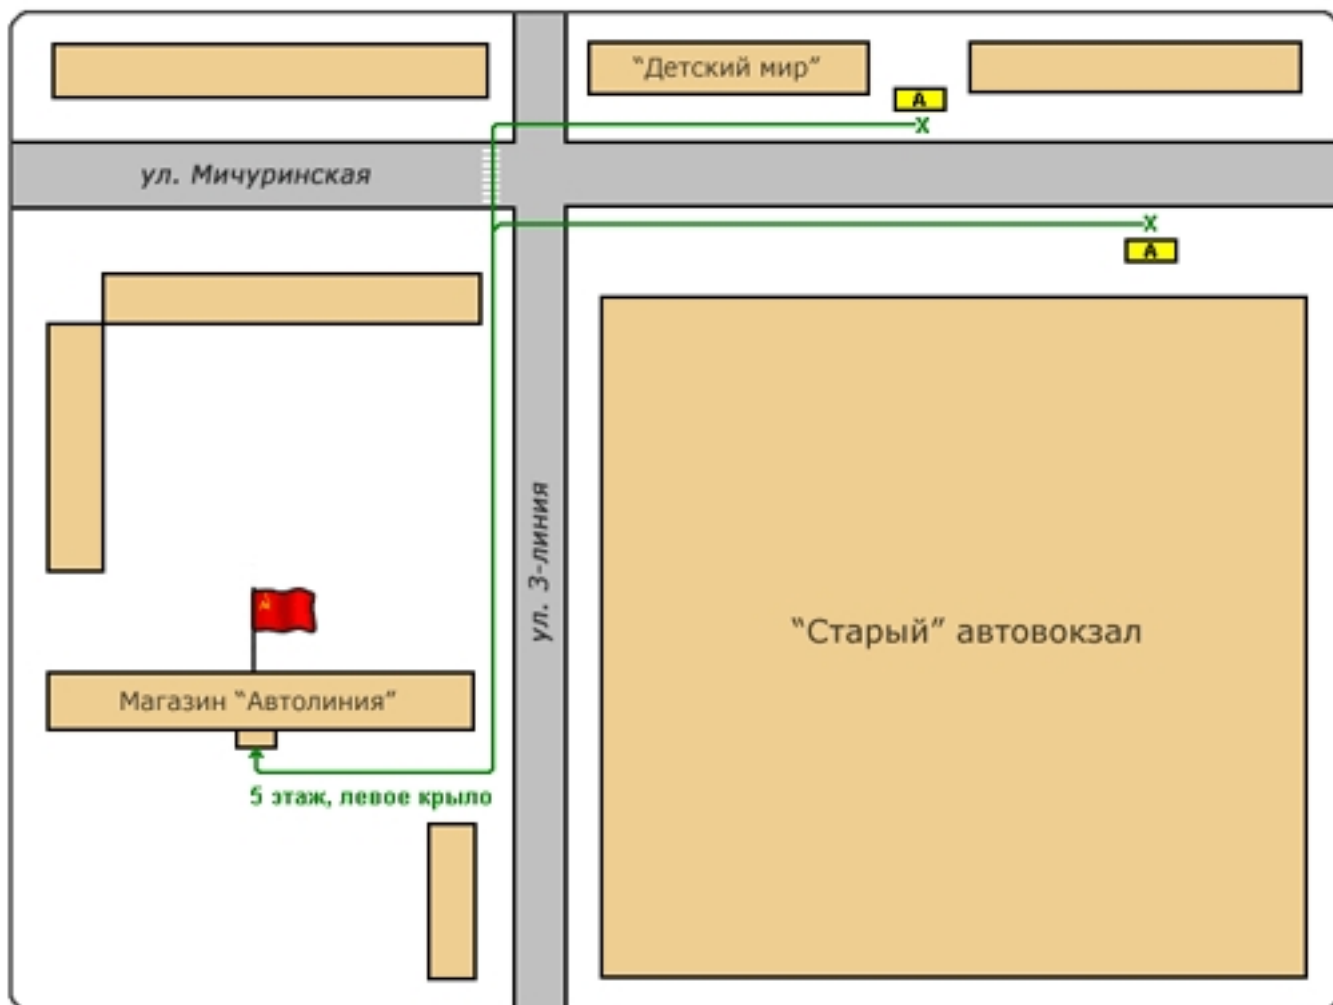 “Детский мир”
А
X
ул. Мичуринская
X
А
ул. 3-линия
“Старый” автовокзал
Магазин “Автолиния”
5 этаж, левое крыло